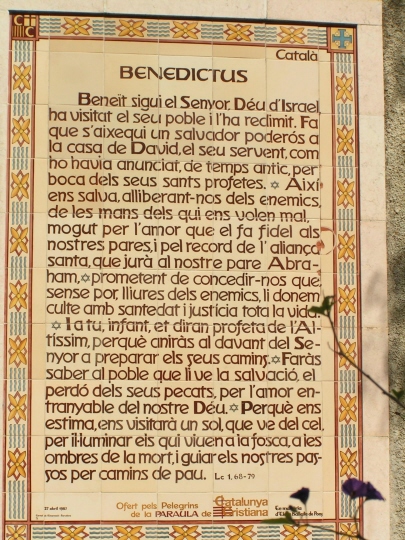 Català
BENEDICTUS
Beneït sigui el Senyor, Déu d'Israel,
ha visitat el seu poble i l'ha redimit. Fa
que s'aixequi un salvador poderós a
la casa de David, el seu servent, com
ho havia anunciat, de temps antic, per
boca dels seus sants profetes. ✡ Així
ens salva, alliberant-nos dels enemics,
de les mans dels qui ens volen mal,
mogut per l'amor que el fa fidel als
nostres pares, i pel record de l'aliança
santa, que jurà al nostre pare Abra-
ham, ✡ prometent de concedir-nos que,
sense por, lliures dels enemics, li donem
culte amb santedat i justícia tota la vida
✡ I a tu, infant, et diran profeta de l'Al-
tíssim, perquè aniràs al davant del Se-
nyor a preparar els seus camins. ✡ Faràs
saber al poble que li ve la salvació, el
perdó dels seus pecats, per l'amor en-
tranyable del nostre Déu. ✡ Perquè ens
estima, ens visitarà un sol, que ve del cel,
per il·luminar els qui viuen a la fosca, a les
ombres de la mort, i guiar els nostres pas-
sos per camins de pau. Lc 1, 68-79
Ofert pels Pelegrins
de la PARAULA de
Catalunya
Cristiana